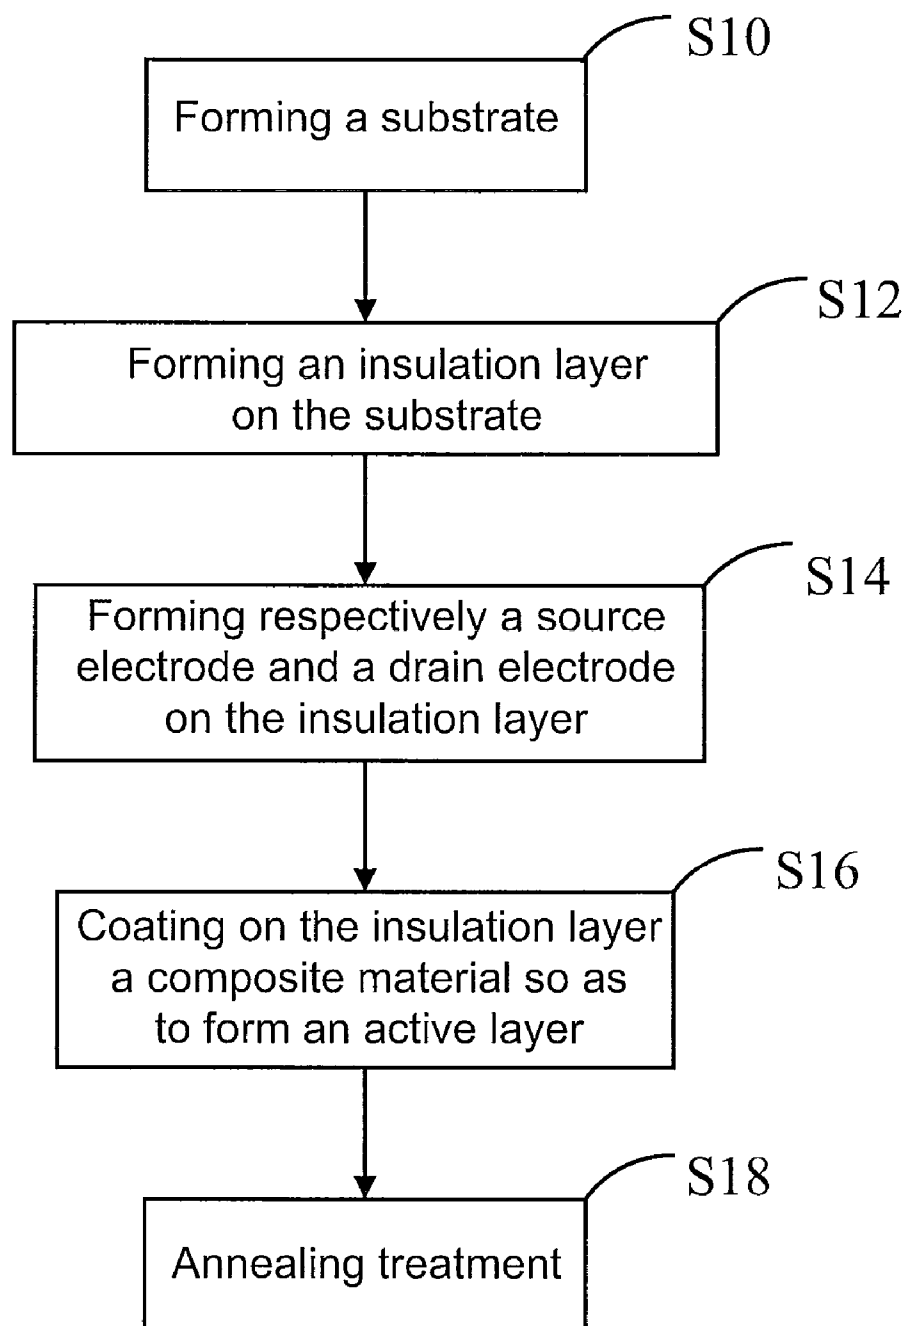 S10
Forming a substrate
S12
Forming an insulation layer
on the substrate
S14
Forming respectively a source
electrode and a drain electrode
on the insulation layer
S16
Coating on the insulation layer
a composite material so as
to form an active layer
S18
Annealing treatment